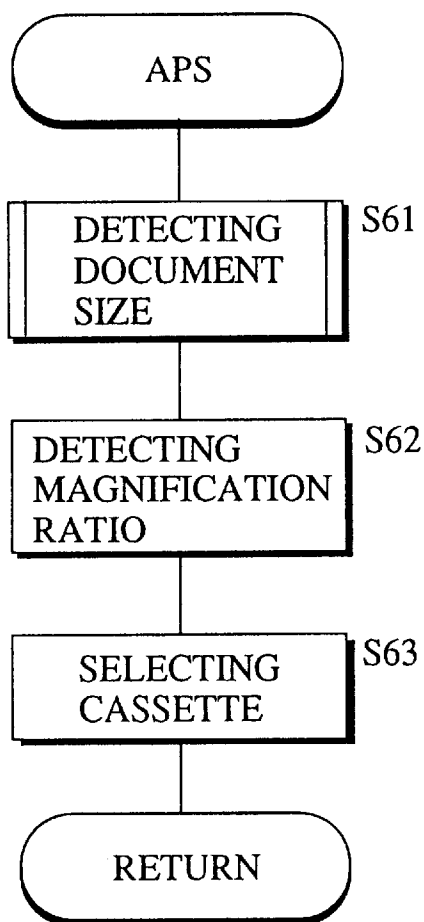 APS
S61
DETECTING
DOCUMENT
SIZE
S62
DETECTING
MAGNIFICATION
RATIO
S63
SELECTING
CASSETTE
RETURN